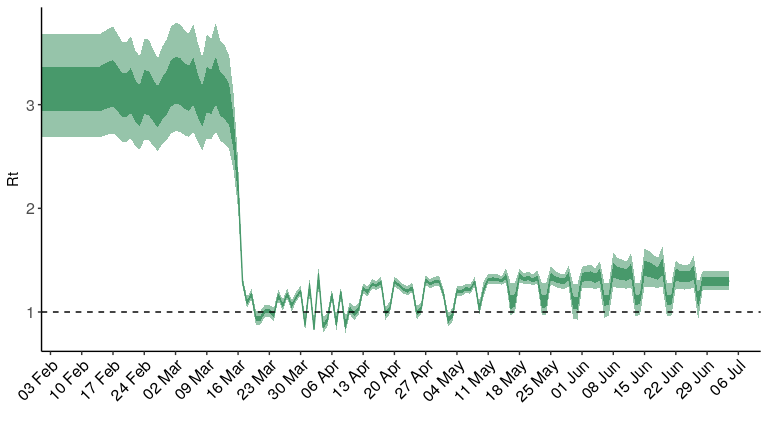 Rt
3
2
1
03 Feb
10 Feb
17 Feb
24 Feb
02 Mar
09 Mar
16 Mar
23 Mar
30 Mar
06 Apr
13 Apr
20 Apr
27 Apr
04 May
11 May
18 May
25 May
01 Jun
08 Jun
15 Jun
22 Jun
29 Jun
06 Jul